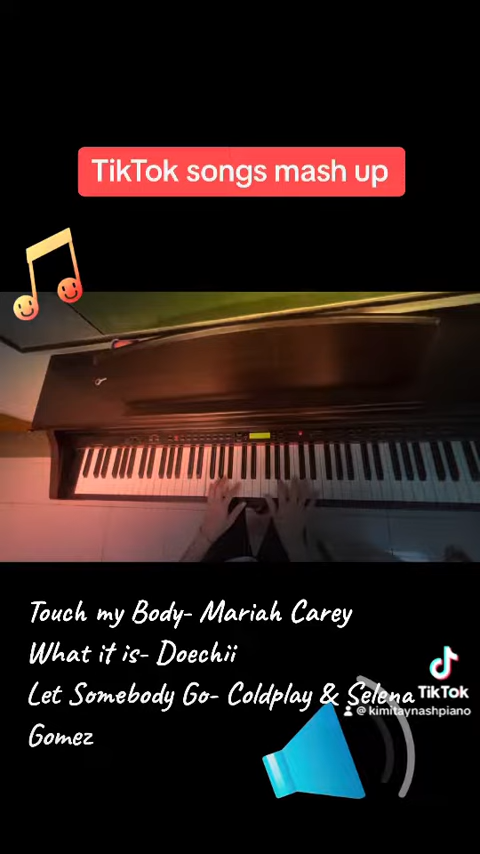 TikTok songs mash up
Touch my Body- Mariah Carey
What it is- Doechii
Let Somebody Go- Coldplay & Selena
Gomez
TikTok
@kimitaynashpiano